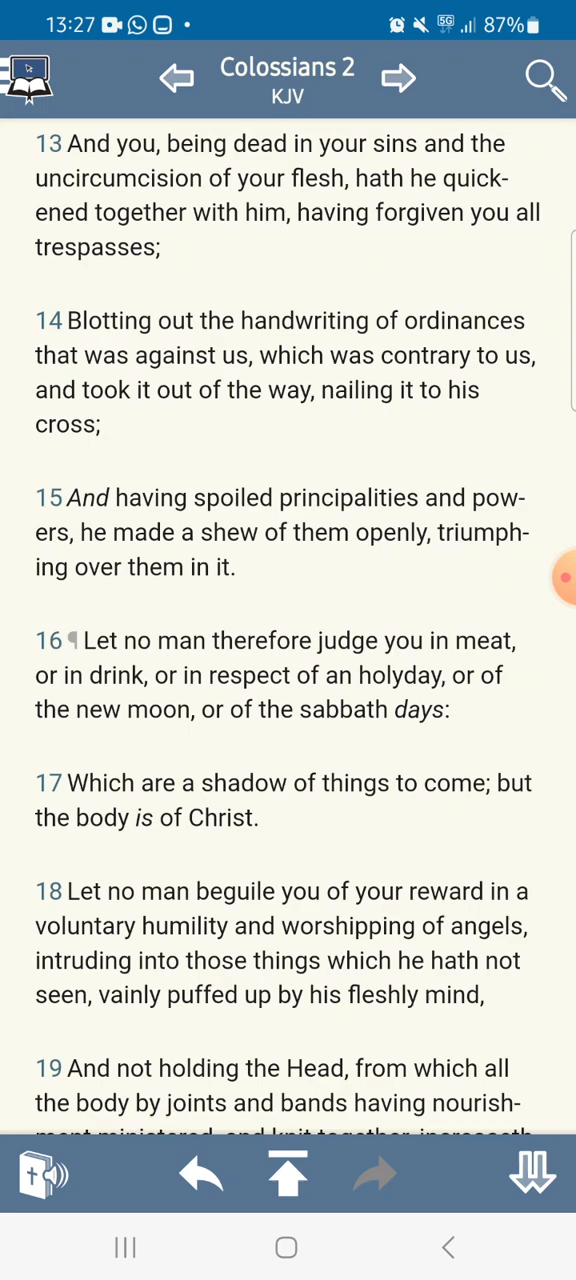 13:27
5G
87%
Colossians 2
KJV
13 And you, being dead in your sins and the
uncircumcision of your flesh, hath he quick-
ened together with him, having forgiven you all
trespasses;
14 Blotting out the handwriting of ordinances
that was against us, which was contrary to us,
and took it out of the way, nailing it to his
cross;
15 And having spoiled principalities and pow-
ers, he made a shew of them openly, triumph-
ing over them in it.
16 ¶ Let no man therefore judge you in meat,
or in drink, or in respect of an holyday, or of
the new moon, or of the sabbath days:
17 Which are a shadow of things to come; but
the body is of Christ.
18 Let no man beguile you of your reward in a
voluntary humility and worshipping of angels,
intruding into those things which he hath not
seen, vainly puffed up by his fleshly mind,
19 And not holding the Head, from which all
the body by joints and bands having nourish-
ment ministered, and knit together, increaseth